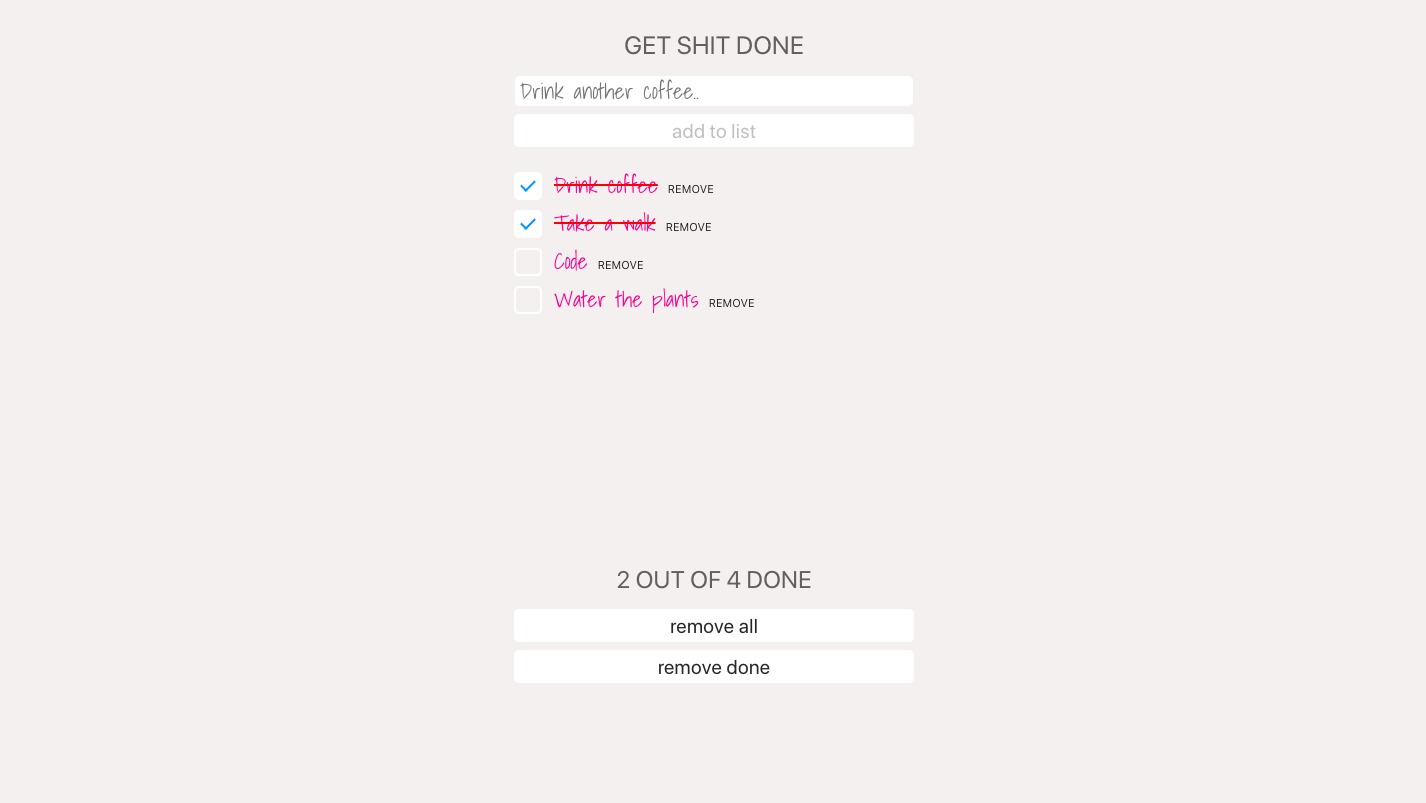 GET SHIT DONE
Drink another coffee..
add to list
Drink coffee REMOVE
Take a walk REMOVE
Code REMOVE
Water the plants REMOVE
2 OUT OF 4 DONE
remove all
remove done